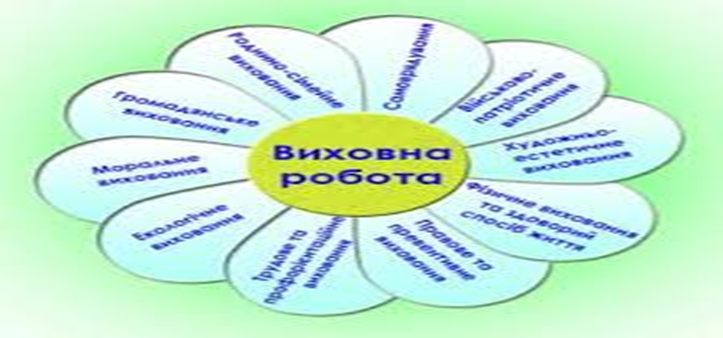 Виховна
робота
Самоврядування
Військово-
патріотичне
виховання
Художньо-
естетичне
виховання
Фізичне виховання
та здоровий
спосіб життя
Правове та
превентивне
виховання
Трудове та
профорієнтаційне
виховання
Екологічне
виховання
Моральне
виховання
Громадянське
виховання
Родинно-сімейне
виховання